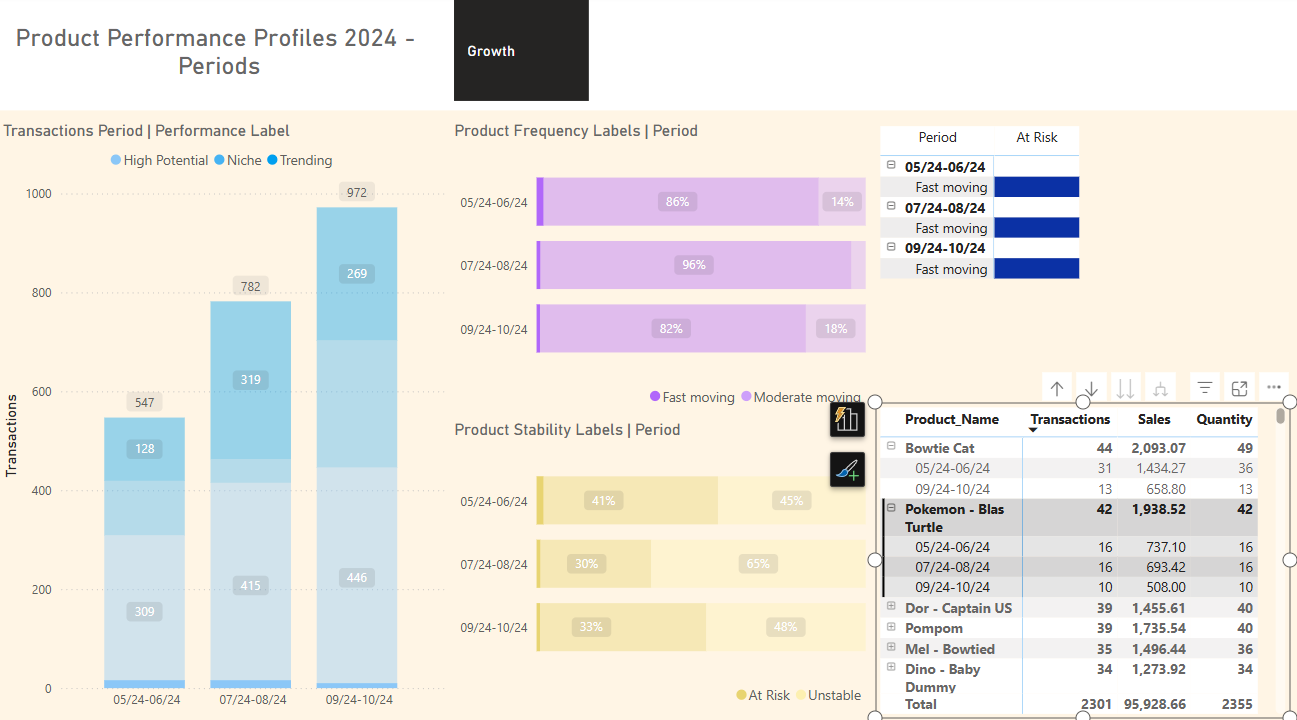 Product Performance Profiles 2024 -
Periods
Growth
Transactions Period | Performance Label
High Potential Niche Trending
Transactions
1000
800
600
400
200
0
547
128
309
782
319
415
972
269
446
05/24-06/24 07/24-08/24 09/24-10/24
Product Frequency Labels | Period
05/24-06/24 86% 14%
07/24-08/24 96%
09/24-10/24 82% 18%
Fast moving Moderate moving
Product Stability Labels | Period
05/24-06/24 41% 45%
07/24-08/24 30% 65%
09/24-10/24 33% 48%
At Risk Unstable
Period At Risk
05/24-06/24
Fast moving
07/24-08/24
Fast moving
09/24-10/24
Fast moving
Product_Name Transactions Sales Quantity
Bowtie Cat 44 2,093.07 49
05/24-06/24 31 1,434.27 36
09/24-10/24 13 658.80 13
Pokemon - Blas 42 1,938.52 42
Turtle
05/24-06/24 16 737.10 16
07/24-08/24 16 693.42 16
09/24-10/24 10 508.00 10
Dor - Captain US 39 1,455.61 40
Pompom 39 1,735.54 40
Mel - Bowtied 35 1,496.44 36
Dino - Baby 34 1,273.92 34
Dummy
Total 2301 95,928.66 2355